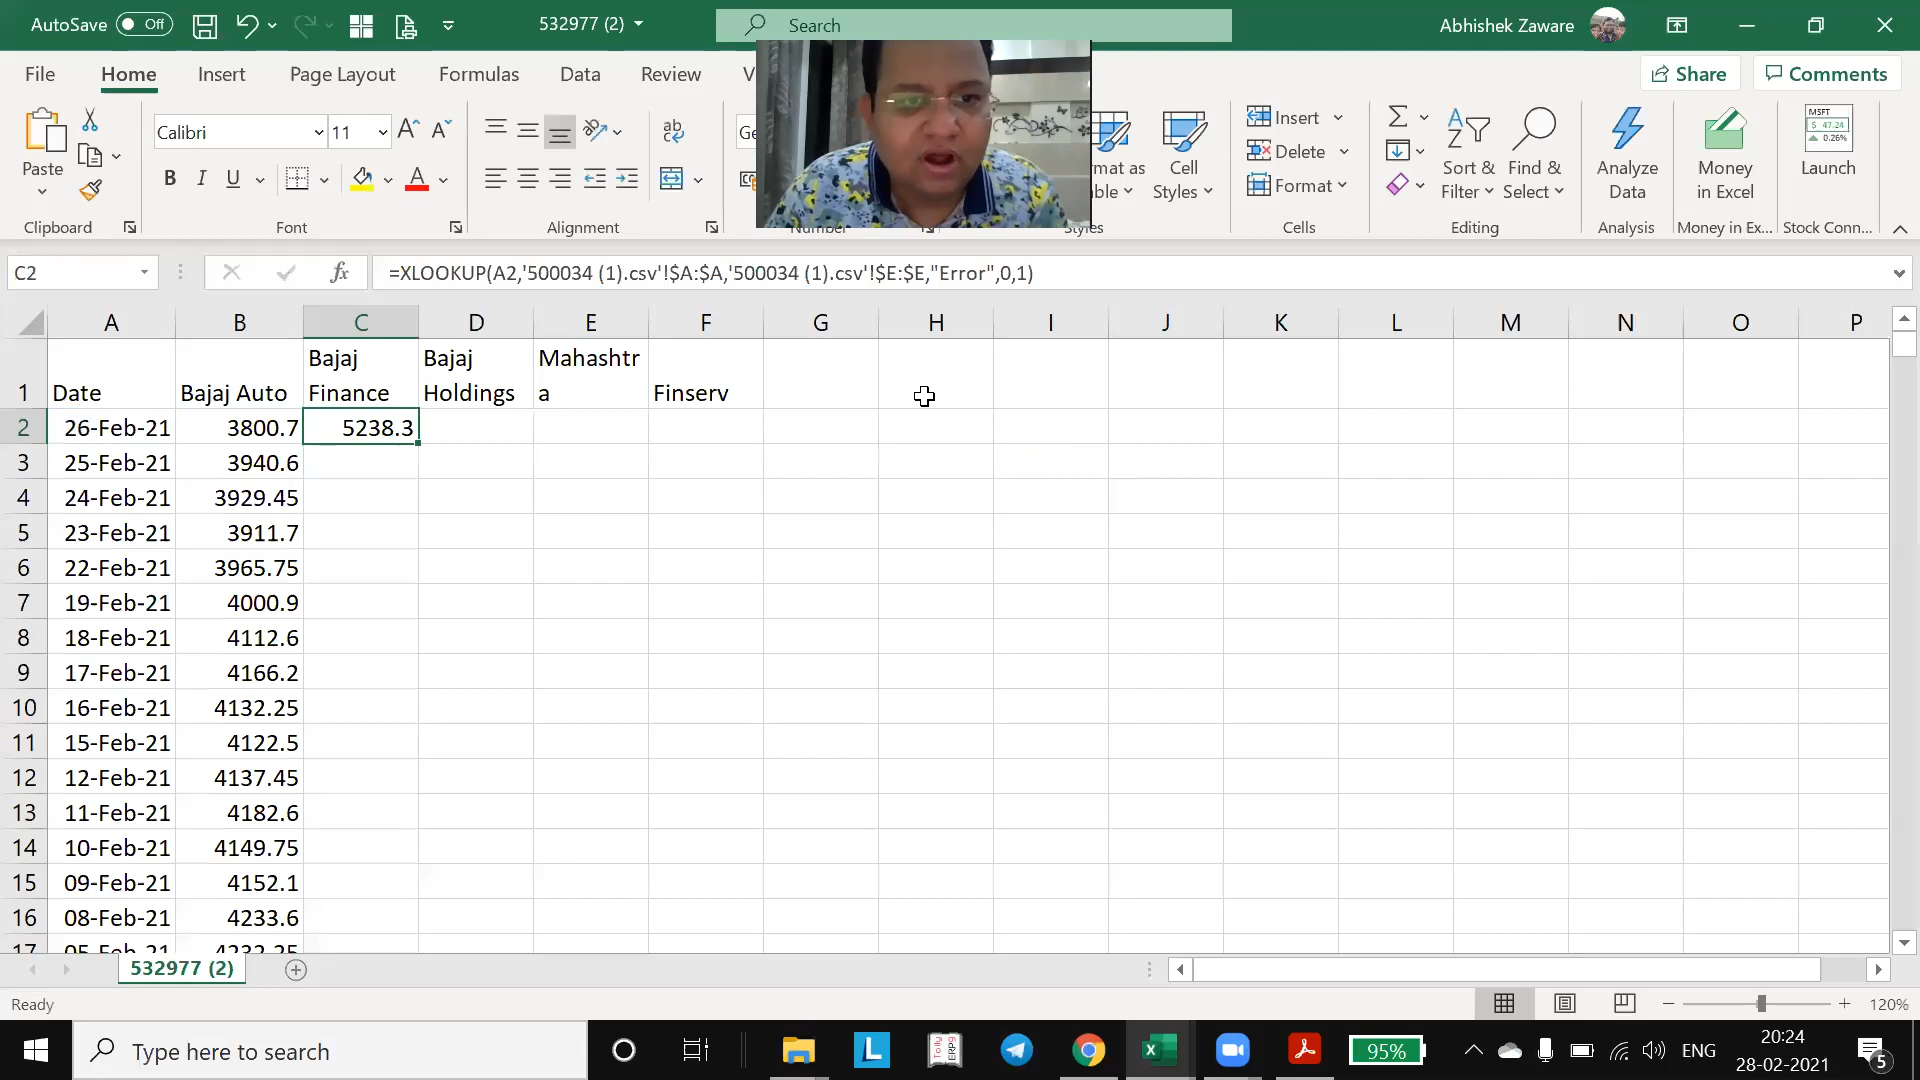 AutoSave Off
532977 (2)
Search
Abhishek Zaware
File Home Insert Page Layout Formulas Data Review V
Share Comments
Paste
Clipboard
Calibri 11
B I U
Font
ab
Alignment
Ge
Number
rmat as
ble
Cell
Styles
Styles
Insert
Delete
Format
Cells
Sort &
Filter
Find &
Select
Editing
Analyze
Data
Analysis
Money
in Excel
Money in Ex...
MSFT
$ 47.24
0.26%
Launch
Stock Conn...
C2
fx
=XLOOKUP(A2,'500034 (1).csv'!$A:$A,'500034 (1).csv'!$E:$E,"Error",0,1)
A B C D E F G H I J K L M N O P
1 Date Bajaj Auto Bajaj Finance Bajaj Holdings Mahashtra Finserv
2 26-Feb-21 3800.7 5238.3
3 25-Feb-21 3940.6
4 24-Feb-21 3929.45
5 23-Feb-21 3911.7
6 22-Feb-21 3965.75
7 19-Feb-21 4000.9
8 18-Feb-21 4112.6
9 17-Feb-21 4166.2
10 16-Feb-21 4132.25
11 15-Feb-21 4122.5
12 12-Feb-21 4137.45
13 11-Feb-21 4182.6
14 10-Feb-21 4149.75
15 09-Feb-21 4152.1
16 08-Feb-21 4233.6
17 05-Feb-21 4232.25
532977 (2)
Ready
120%
Type here to search
L
95%
ENG
20:24
28-02-2021
5